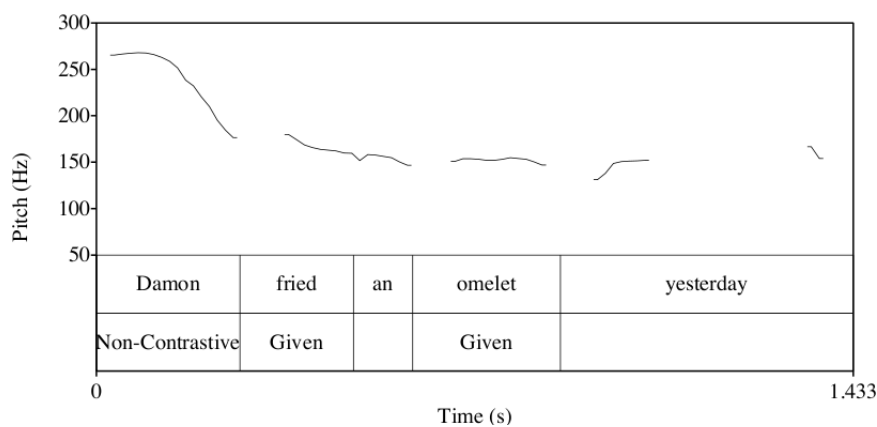 300
250
200
150
100
50
Pitch (Hz)
Damon fried an omelet yesterday
Non-Contrastive Given Given
0 1.433
Time (s)